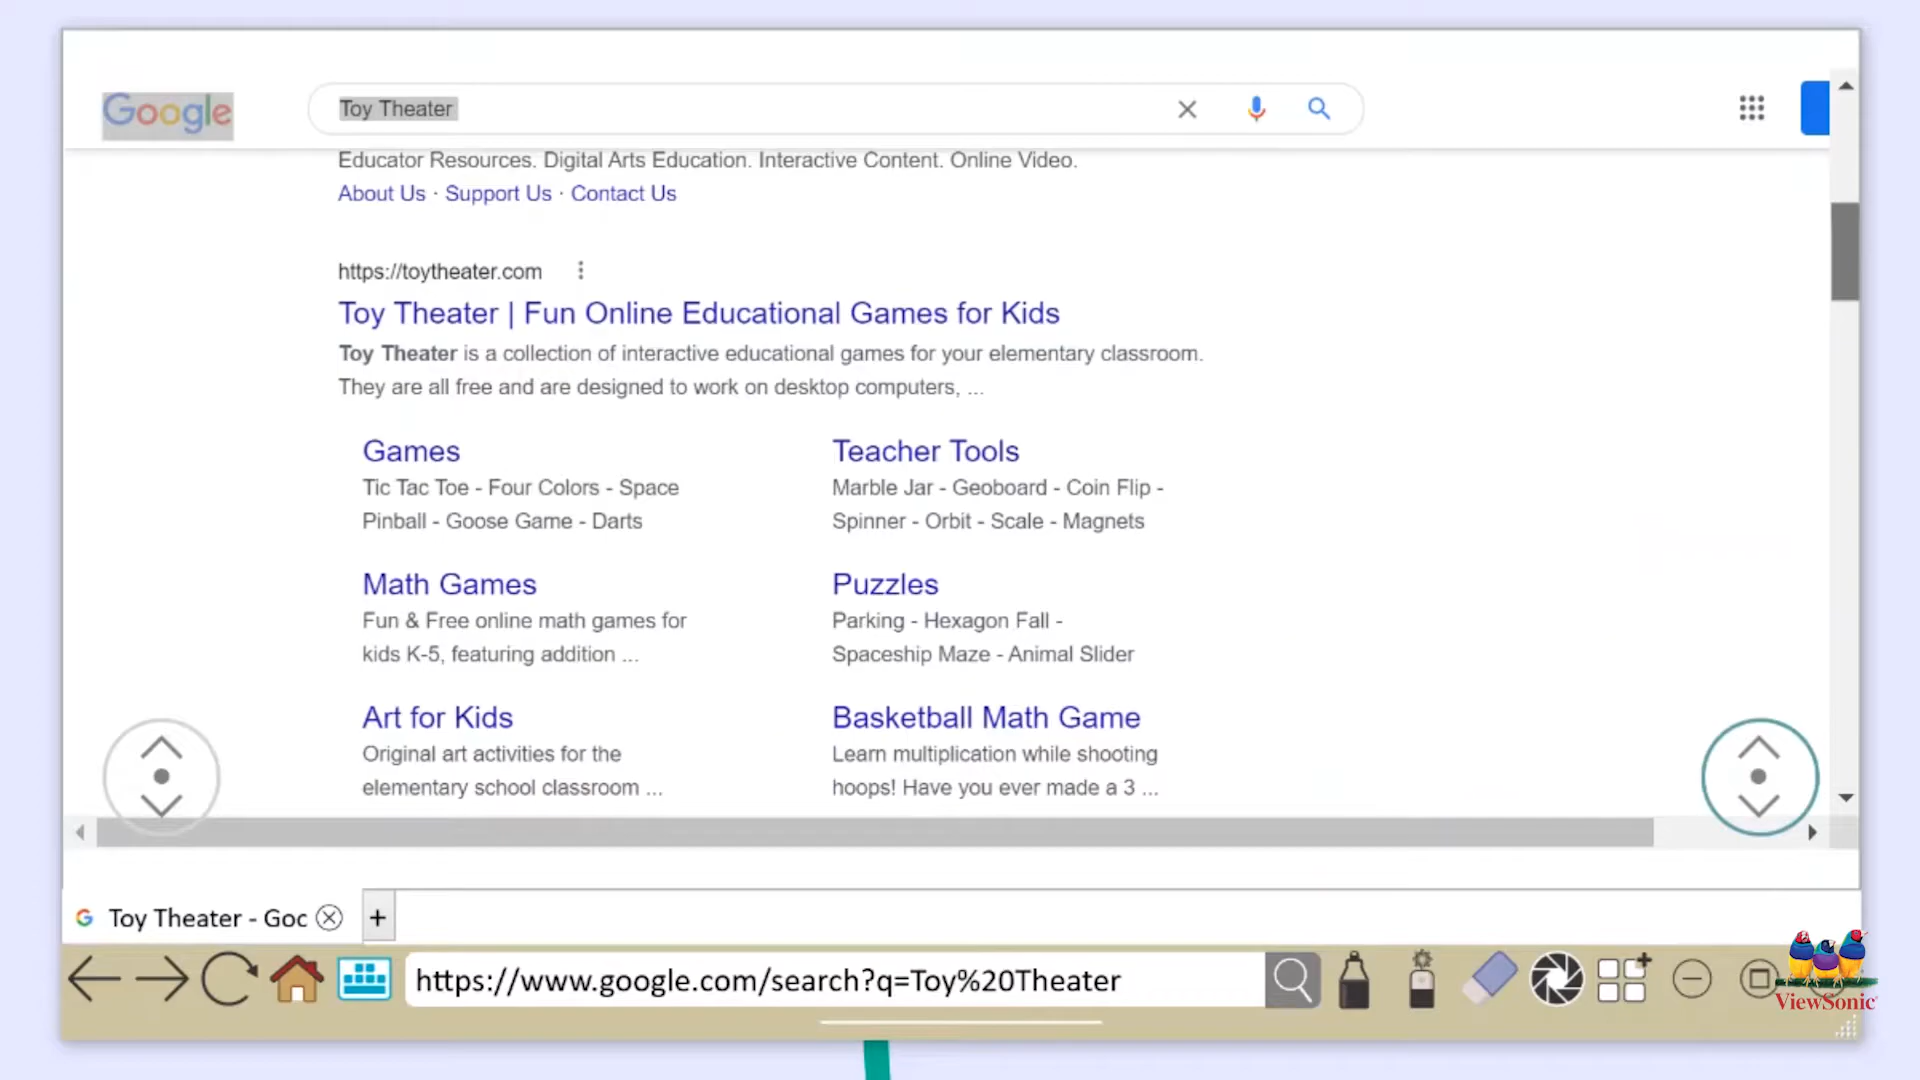 Google
Toy Theater
Educator Resources. Digital Arts Education. Interactive Content. Online Video.
About Us · Support Us · Contact Us
https://toytheater.com
Toy Theater | Fun Online Educational Games for Kids
Toy Theater is a collection of interactive educational games for your elementary classroom.
They are all free and are designed to work on desktop computers, ...
Games
Tic Tac Toe - Four Colors - Space
Pinball - Goose Game - Darts
Teacher Tools
Marble Jar - Geoboard - Coin Flip -
Spinner - Orbit - Scale - Magnets
Math Games
Fun & Free online math games for
kids K-5, featuring addition ...
Puzzles
Parking - Hexagon Fall -
Spaceship Maze - Animal Slider
Art for Kids
Original art activities for the
elementary school classroom ...
Basketball Math Game
Learn multiplication while shooting
hoops! Have you ever made a 3 ...
Toy Theater - Goo
https://www.google.com/search?q=Toy%20Theater
ViewSonic